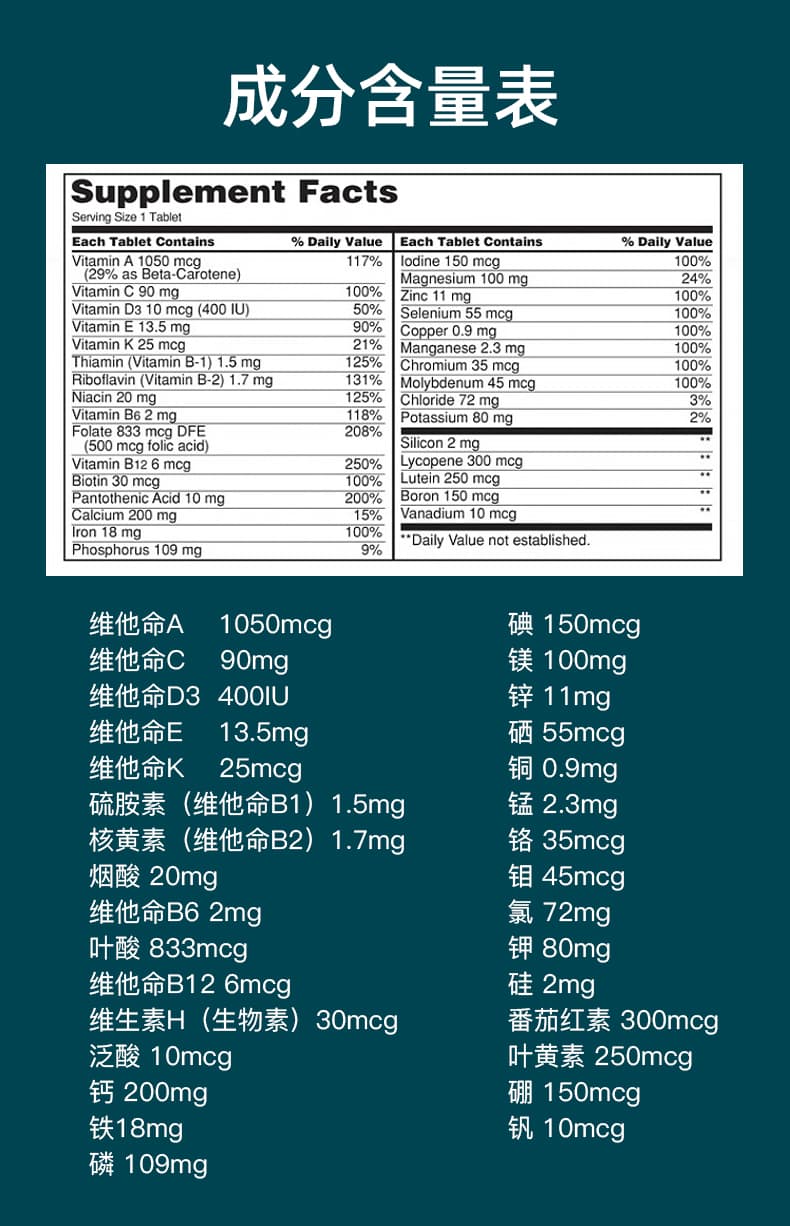 成分含量表
Supplement Facts
Serving Size 1 Tablet
Each Tablet Contains % Daily Value
Vitamin A 1050 mcg 117%
(29% as Beta-Carotene)
Vitamin C 90 mg 100%
Vitamin D3 10 mcg (400 IU) 50%
Vitamin E 13.5 mg 90%
Vitamin K 25 mcg 21%
Thiamin (Vitamin B-1) 1.5 mg 125%
Riboflavin (Vitamin B-2) 1.7 mg 131%
Niacin 20 mg 125%
Vitamin B6 2 mg 118%
Folate 833 mcg DFE 208%
(500 mcg folic acid)
Vitamin B12 6 mcg 250%
Biotin 30 mcg 100%
Pantothenic Acid 10 mg 200%
Calcium 200 mg 15%
Iron 18 mg 100%
Phosphorus 109 mg 9%
Each Tablet Contains % Daily Value
Iodine 150 mcg 100%
Magnesium 100 mg 24%
Zinc 11 mg 100%
Selenium 55 mcg 100%
Copper 0.9 mg 100%
Manganese 2.3 mg 100%
Chromium 35 mcg 100%
Molybdenum 45 mcg 100%
Chloride 72 mg 3%
Potassium 80 mg 2%
Silicon 2 mg **
Lycopene 300 mcg **
Lutein 250 mcg **
Boron 150 mcg **
Vanadium 10 mcg **
**Daily Value not established.
维他命A 1050mcg
维他命C 90mg
维他命D3 400IU
维他命E 13.5mg
维他命K 25mcg
硫胺素（维他命B1）1.5mg
核黄素（维他命B2）1.7mg
烟酸 20mg
维他命B6 2mg
叶酸 833mcg
维他命B12 6mcg
维生素H（生物素）30mcg
泛酸 10mcg
钙 200mg
铁18mg
磷 109mg
碘 150mcg
镁 100mg
锌 11mg
硒 55mcg
铜 0.9mg
锰 2.3mg
铬 35mcg
钼 45mcg
氯 72mg
钾 80mg
硅 2mg
番茄红素 300mcg
叶黄素 250mcg
硼 150mcg
钒 10mcg